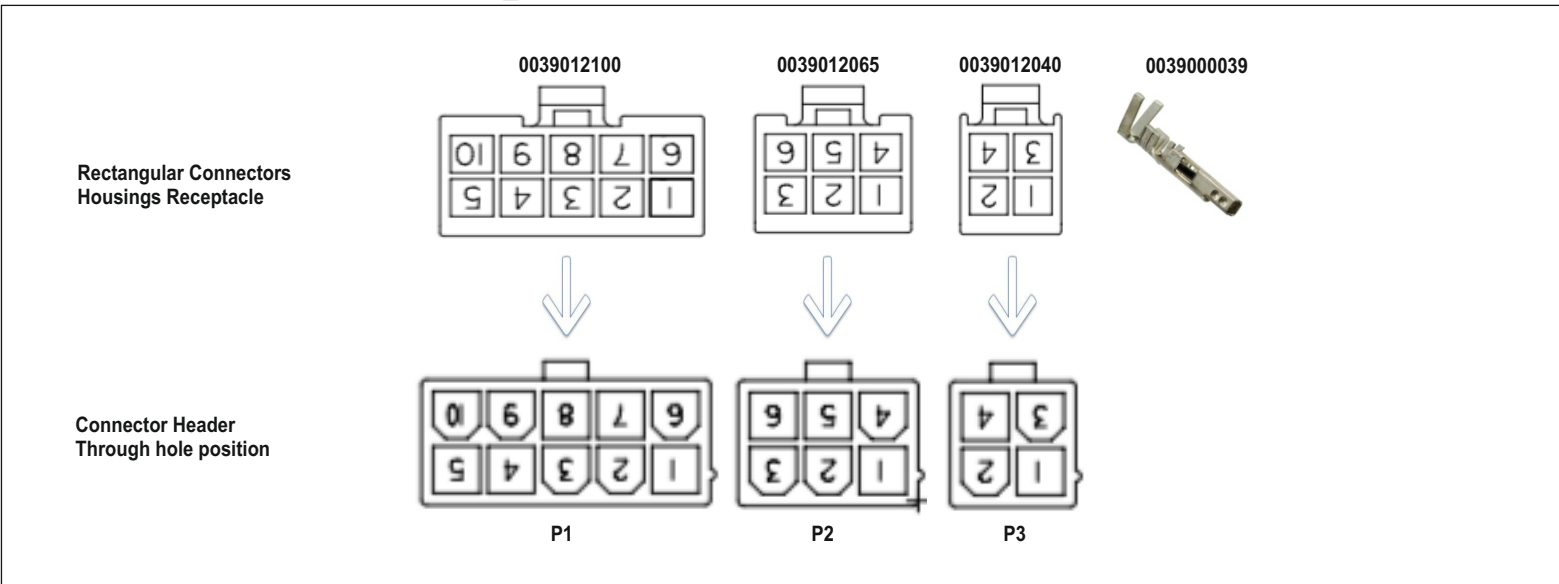 0039012100
0039012065
0039012040
0039000039
Rectangular Connectors
Housings Receptacle
10 9 8 7 6
5 4 3 2 1
6 5 4
3 2 1
4 3
2 1
Connector Header
Through hole position
10 9 8 7 6
5 4 3 2 1
6 5 4
3 2 1
4 3
2 1
P1
P2
P3